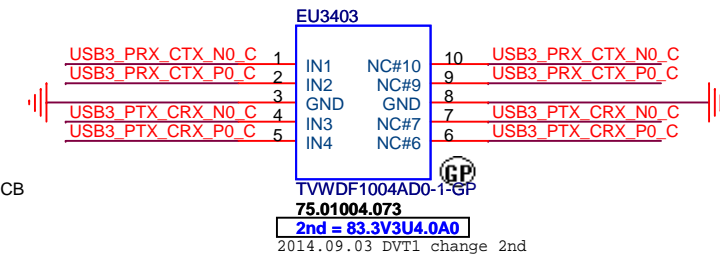 EU3403
USB3_PRX_CTX_N0_C 1 IN1 NC#10 10 USB3_PRX_CTX_N0_C
USB3_PRX_CTX_P0_C 2 IN2 NC#9 9 USB3_PRX_CTX_P0_C
3 GND GND 8
USB3_PTX_CRX_N0_C 4 IN3 NC#7 7 USB3_PTX_CRX_N0_C
USB3_PTX_CRX_P0_C 5 IN4 NC#6 6 USB3_PTX_CRX_P0_C
GP
CB TVWDF1004AD0-1-GP
75.01004.073
2nd = 83.3V3U4.0A0
2014.09.03 DVT1 change 2nd